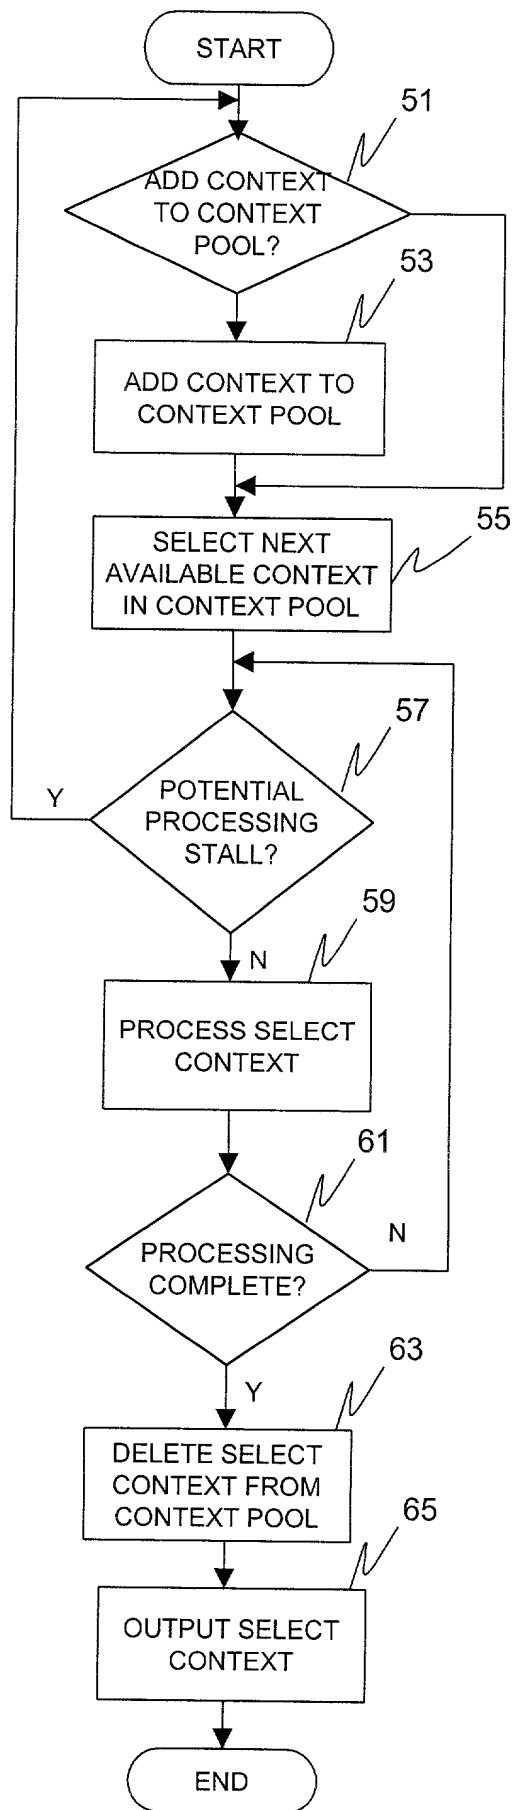 START
51
ADD CONTEXT
TO CONTEXT
POOL?
53
ADD CONTEXT TO
CONTEXT POOL
55
SELECT NEXT
AVAILABLE CONTEXT
IN CONTEXT POOL
57
POTENTIAL
PROCESSING
STALL?
Y
59
N
PROCESS SELECT
CONTEXT
61
N
PROCESSING
COMPLETE?
63
Y
DELETE SELECT
CONTEXT FROM
CONTEXT POOL
65
OUTPUT SELECT
CONTEXT
END